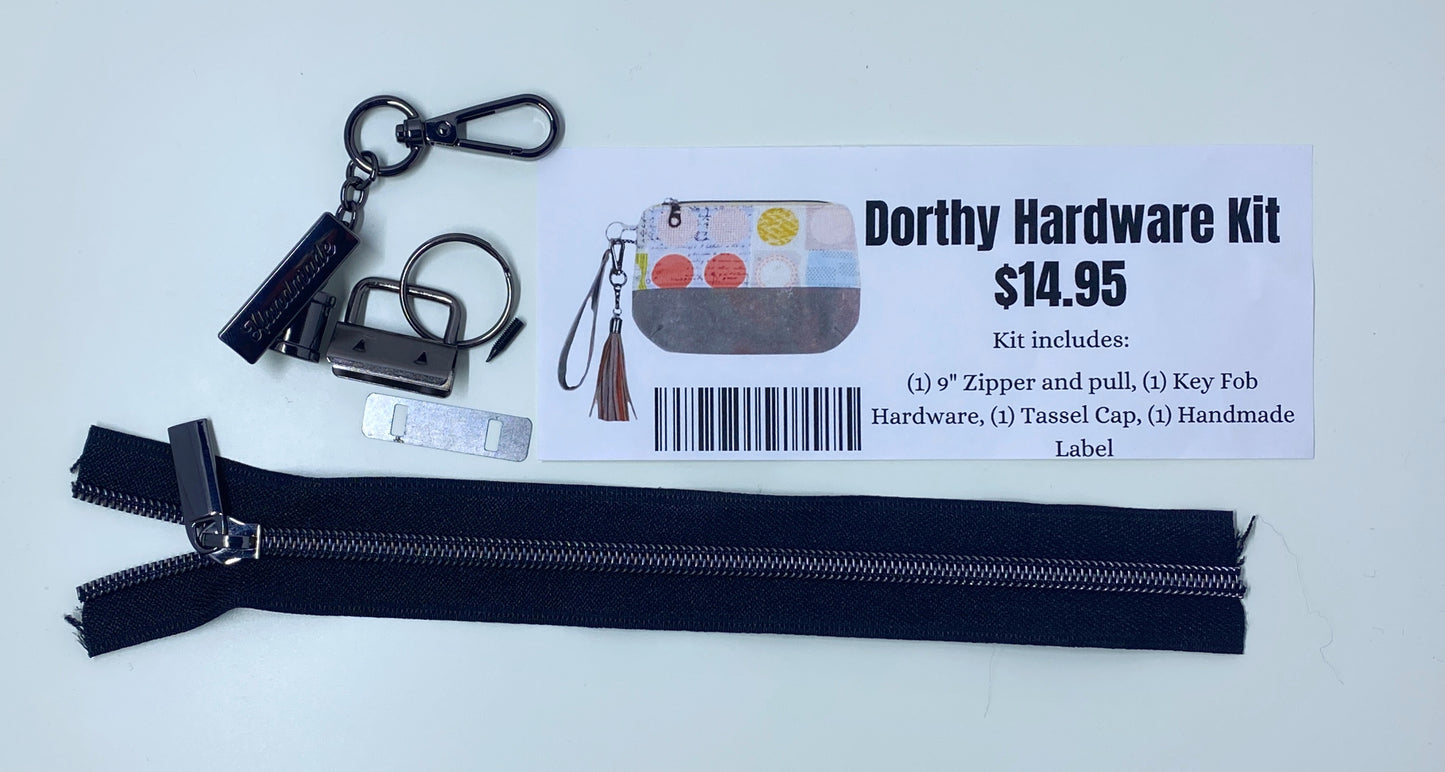 Handmade
Dorthy Hardware Kit
$14.95
Kit includes:
(1) 9" Zipper and pull, (1) Key Fob
Hardware, (1) Tassel Cap, (1) Handmade
Label